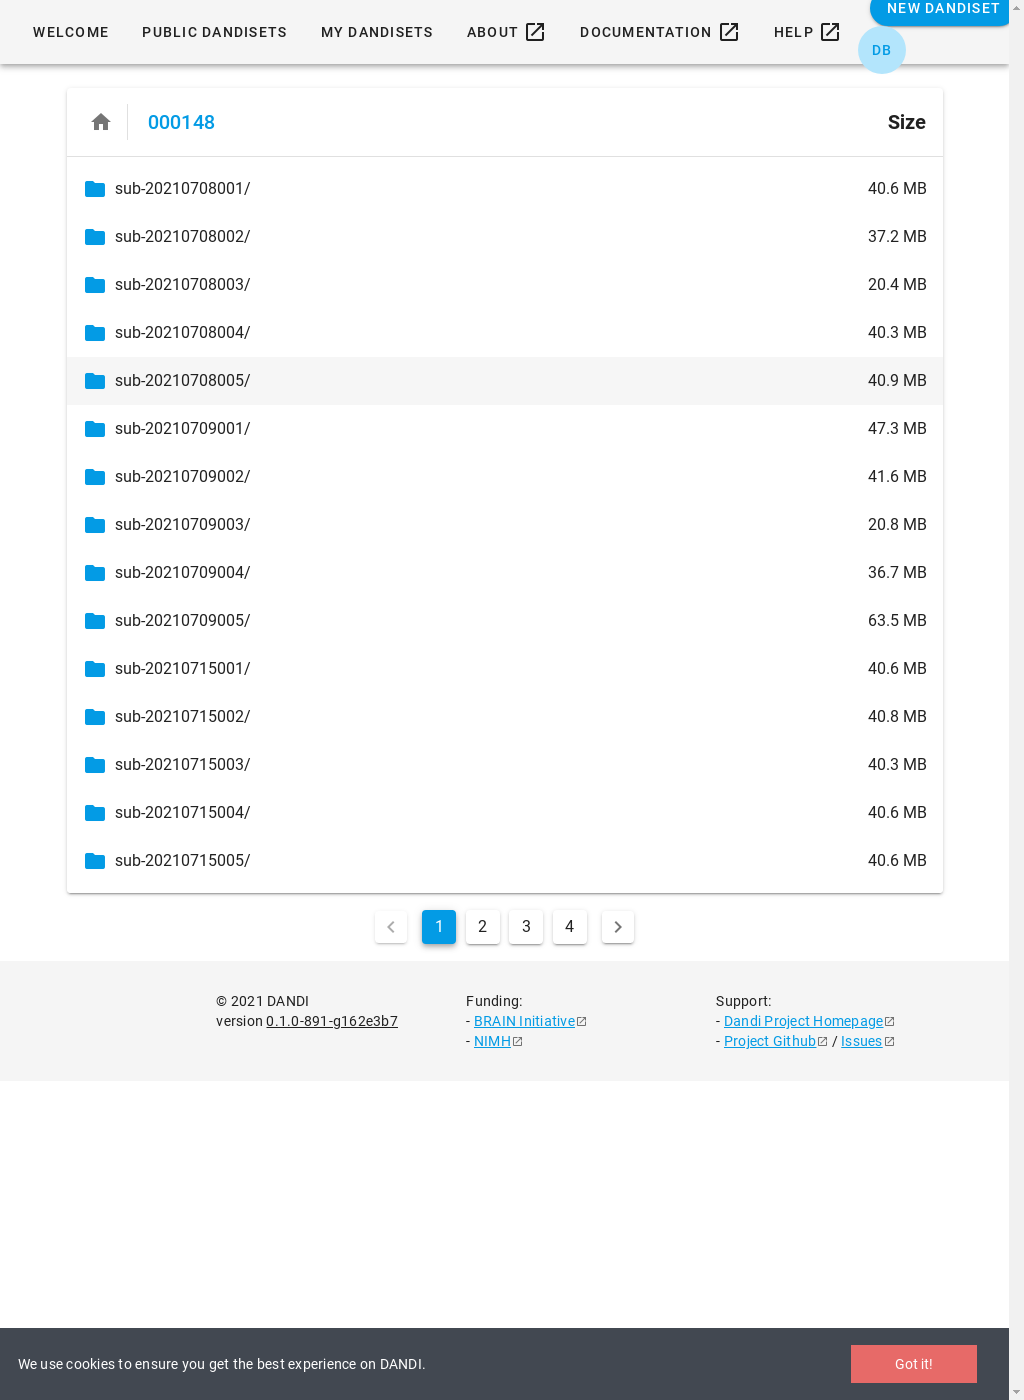 NEW DANDISET
WELCOME PUBLIC DANDISETS MY DANDISETS ABOUT DOCUMENTATION HELP
DB
000148 Size
sub-20210708001/ 40.6 MB
sub-20210708002/ 37.2 MB
sub-20210708003/ 20.4 MB
sub-20210708004/ 40.3 MB
sub-20210708005/ 40.9 MB
sub-20210709001/ 47.3 MB
sub-20210709002/ 41.6 MB
sub-20210709003/ 20.8 MB
sub-20210709004/ 36.7 MB
sub-20210709005/ 63.5 MB
sub-20210715001/ 40.6 MB
sub-20210715002/ 40.8 MB
sub-20210715003/ 40.3 MB
sub-20210715004/ 40.6 MB
sub-20210715005/ 40.6 MB
1 2 3 4
© 2021 DANDI
version 0.1.0-891-g162e3b7
Funding:
- BRAIN Initiative
- NIMH
Support:
- Dandi Project Homepage
- Project Github / Issues
We use cookies to ensure you get the best experience on DANDI. Got it!